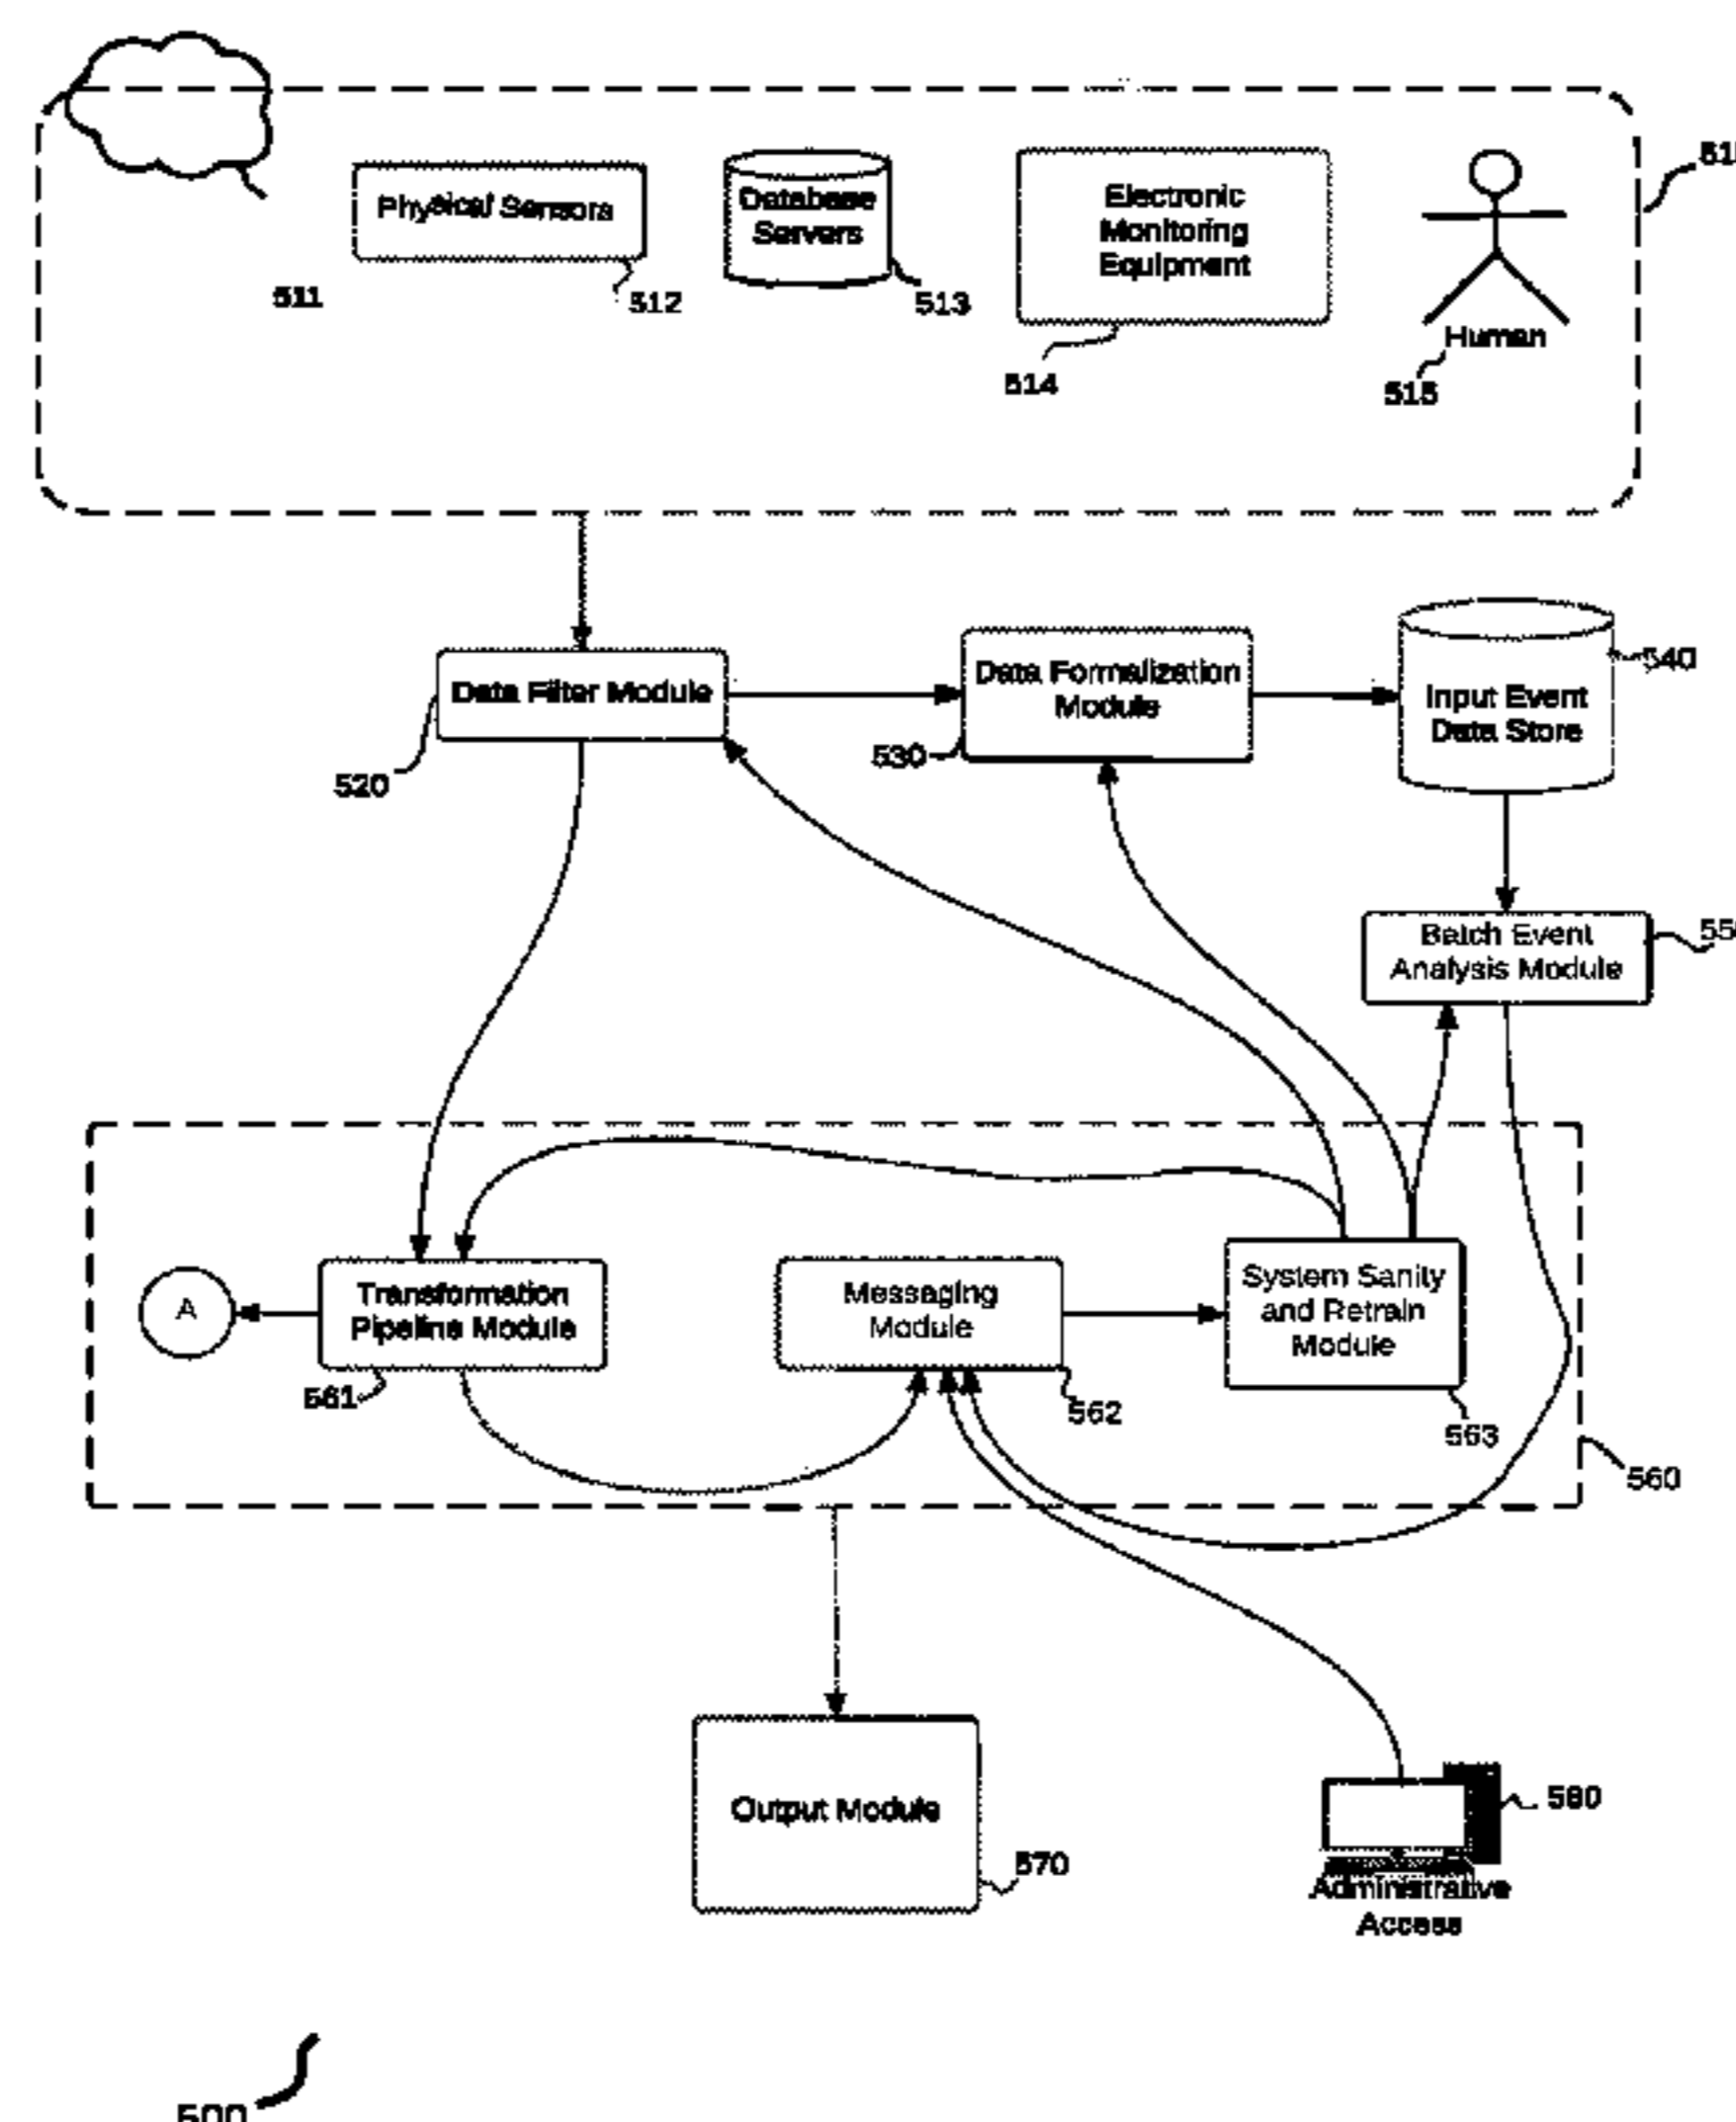 Physical Sensors
Database
Servers
Electronic
Monitoring
Equipment
511
512
513
514
Human
515
Data Filter Module
Data Formalization
Module
Input Event
Data Store
540
520
530
Batch Event
Analysis Module
A
Transformation
Pipeline Module
Messaging
Module
System Sanity
and Retrain
Module
561
562
563
560
Output Module
570
580
Administrative
Access
500